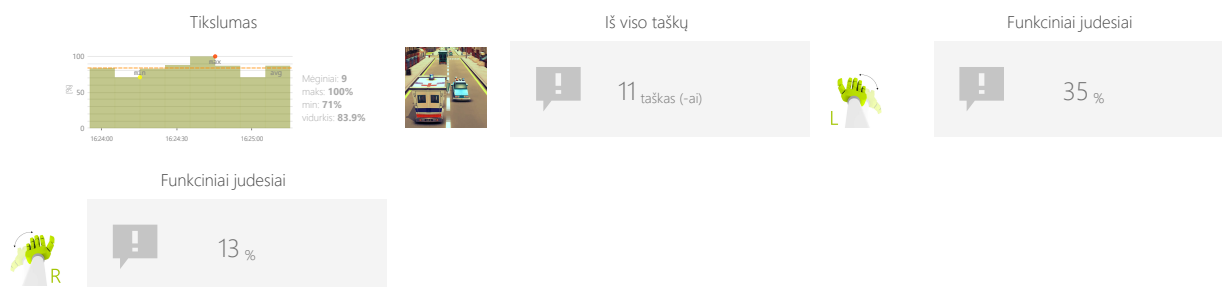 Tikslumas
100
50
0
[%]
min
max
avg
16:24:00
16:24:30
16:25:00
Mėginiai: 9
maks: 100%
min: 71%
vidurkis: 83.9%
Iš viso taškų
11 taškas (-ai)
Funkciniai judesiai
L
35 %
Funkciniai judesiai
R
13 %